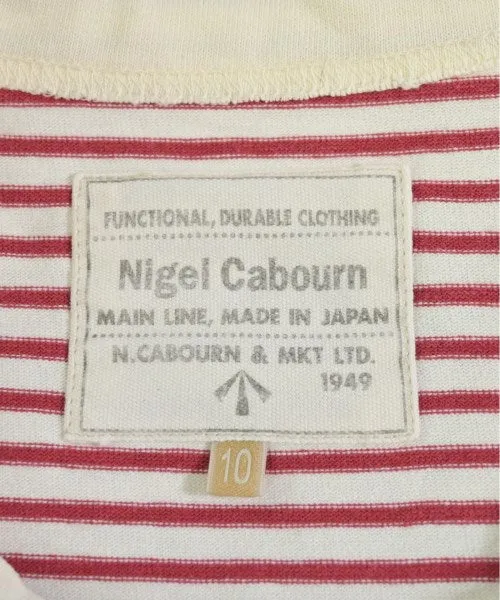 FUNCTIONAL, DURABLE CLOTHING
Nigel Cabourn
MAIN LINE, MADE IN JAPAN
N.CABOURN & MKT LTD.
1949
10